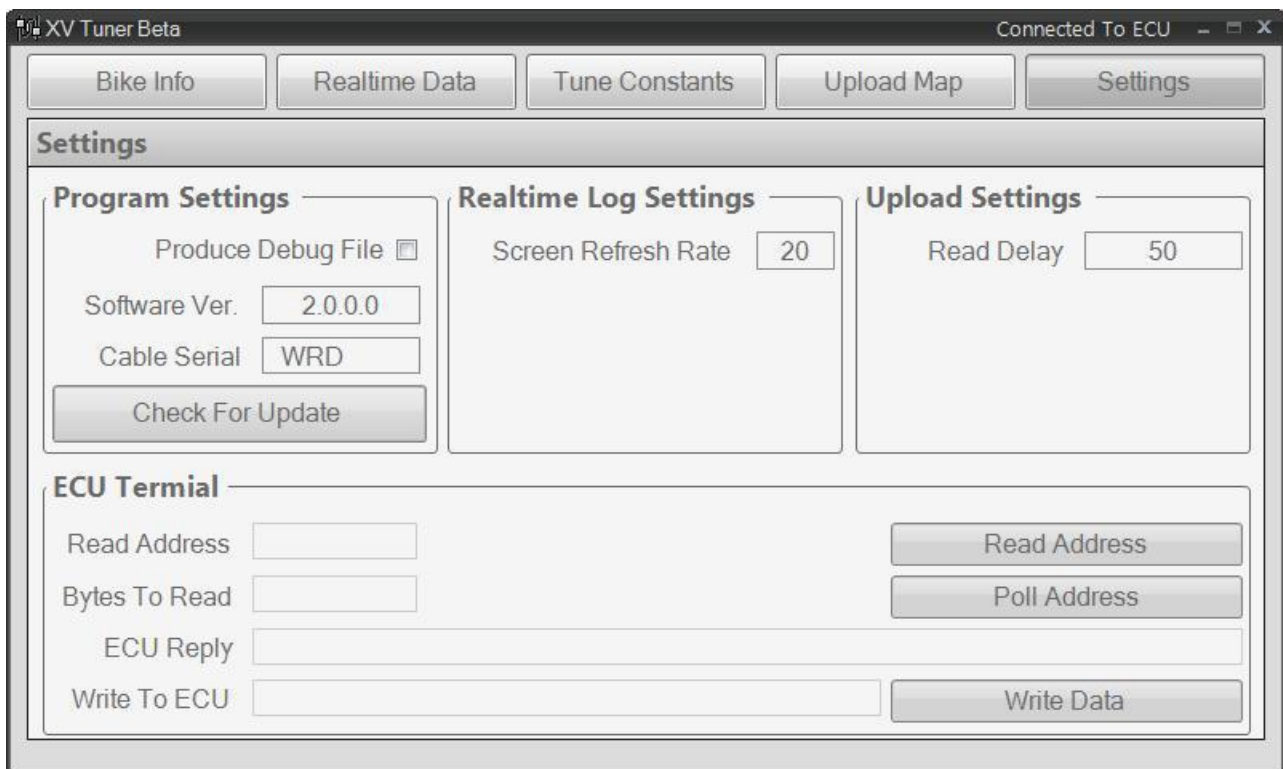 XV Tuner Beta Connected To ECU
Bike Info Realtime Data Tune Constants Upload Map Settings
Settings
Program Settings Realtime Log Settings Upload Settings
Produce Debug File Screen Refresh Rate 20 Read Delay 50
Software Ver. 2.0.0.0
Cable Serial WRD
Check For Update
ECU Termial
Read Address Read Address
Bytes To Read Poll Address
ECU Reply
Write To ECU Write Data